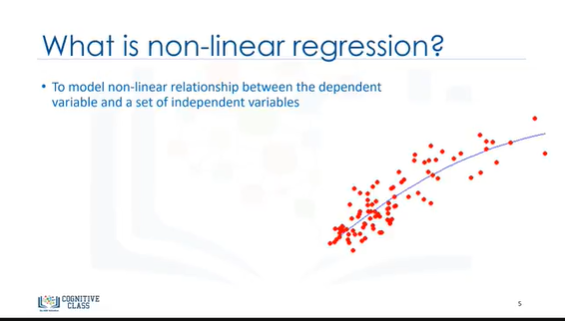 What is non-linear regression?
• To model non-linear relationship between the dependent
variable and a set of independent variables
COGNITIVE
CLASS
5